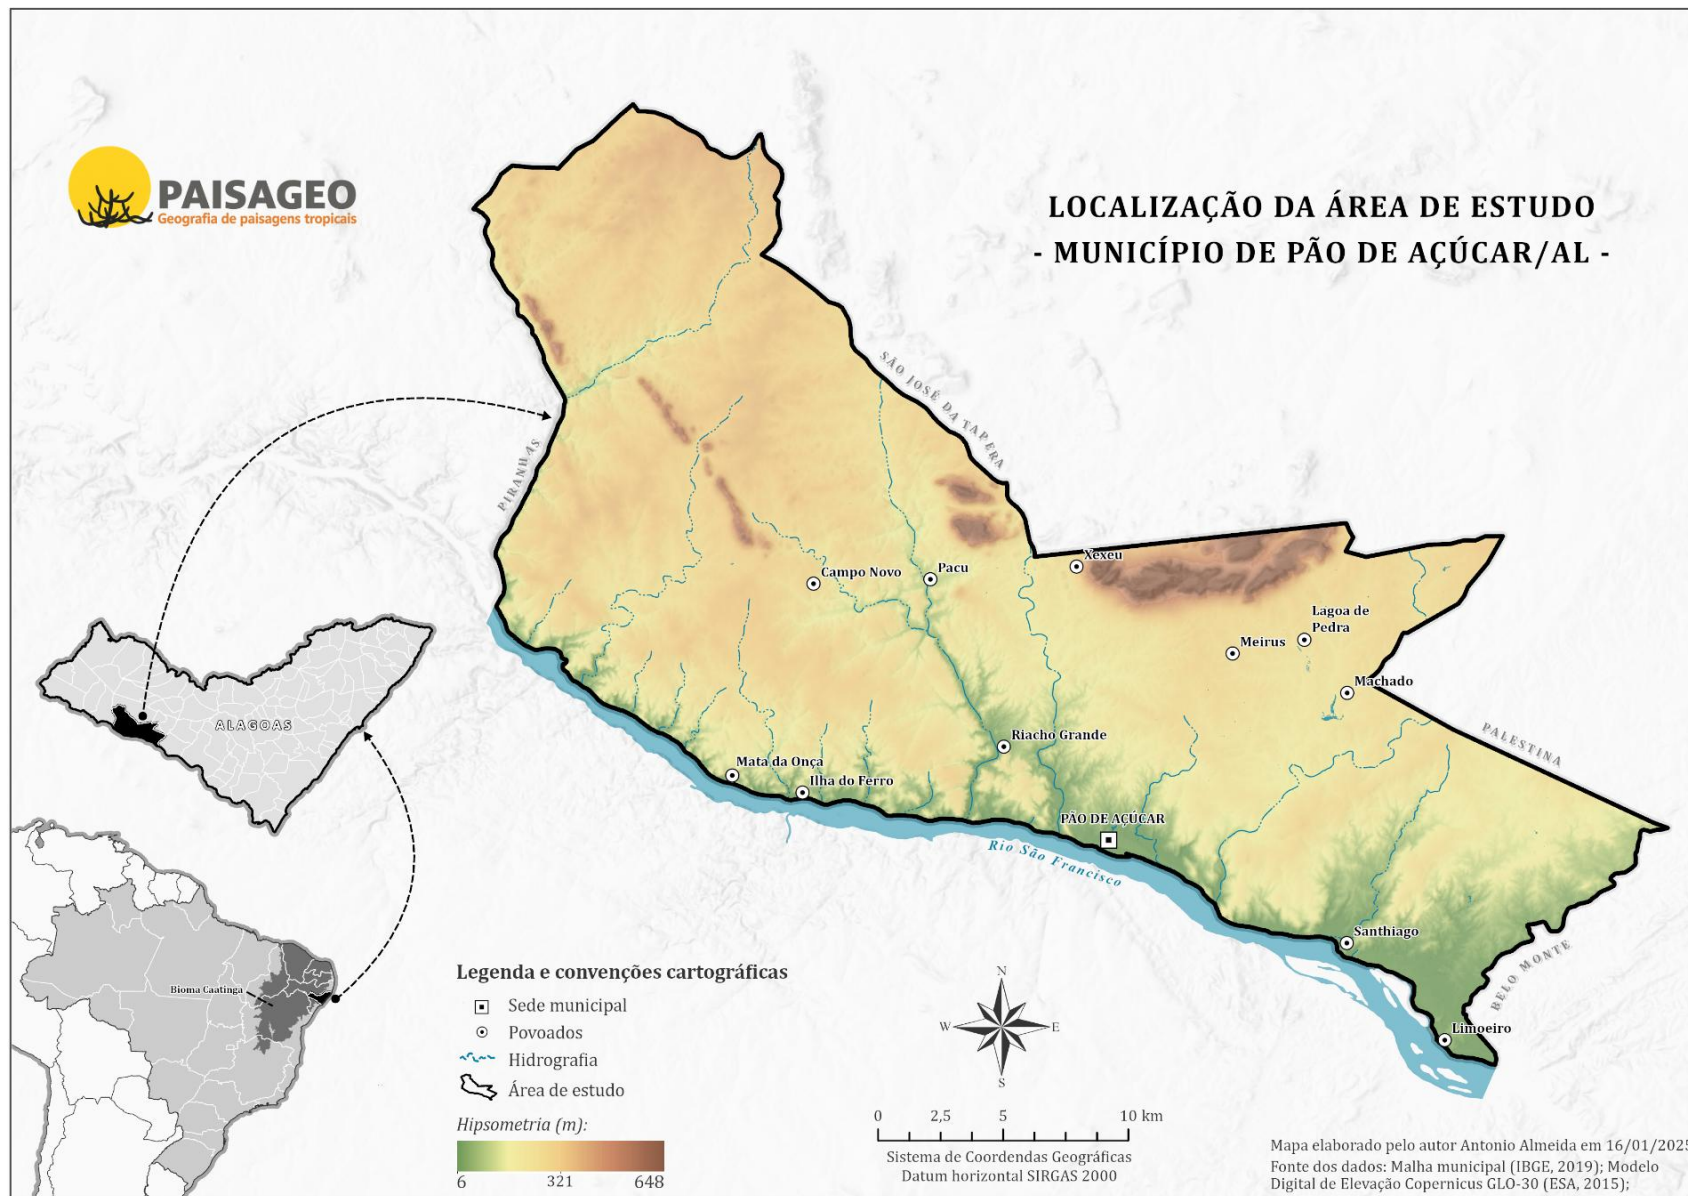 PAISAGEO
Geografia de paisagens tropicais
LOCALIZAÇÃO DA ÁREA DE ESTUDO
- MUNICÍPIO DE PÃO DE AÇÚCAR/AL -
SÃO JOSÉ DA TAPERA
PIRANHAS
Xexeu
Campo Novo
Pacu
Lagoa de
Pedra
Meirus
Machado
ALAGOAS
PALESTINA
Riacho Grande
Mata da Onça
Ilha do Ferro
PÃO DE AÇÚCAR
Rio São Francisco
Santhiago
BELO MONTE
Limoeiro
Bioma Caatinga
Legenda e convenções cartográficas
Sede municipal
Povoados
Hidrografia
Área de estudo
Hipsometria (m):
6 321 648
N
W E
S
0 2,5 5 10 km
Sistema de Coordendas Geográficas
Datum horizontal SIRGAS 2000
Mapa elaborado pelo autor Antonio Almeida em 16/01/2025
Fonte dos dados: Malha municipal (IBGE, 2019); Modelo
Digital de Elevação Copernicus GLO-30 (ESA, 2015);